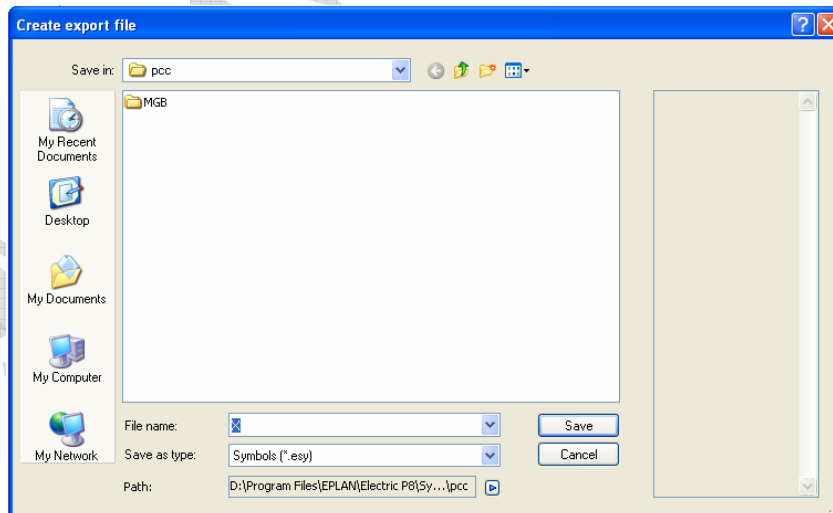 Create export file
Save in:
pcc
MGB
My Recent
Documents
Desktop
My Documents
My Computer
My Network
File name:
X
Save
Save as type:
Symbols (*.esy)
Cancel
Path:
D:\Program Files\EPLAN\Electric P8\Sy...\pcc